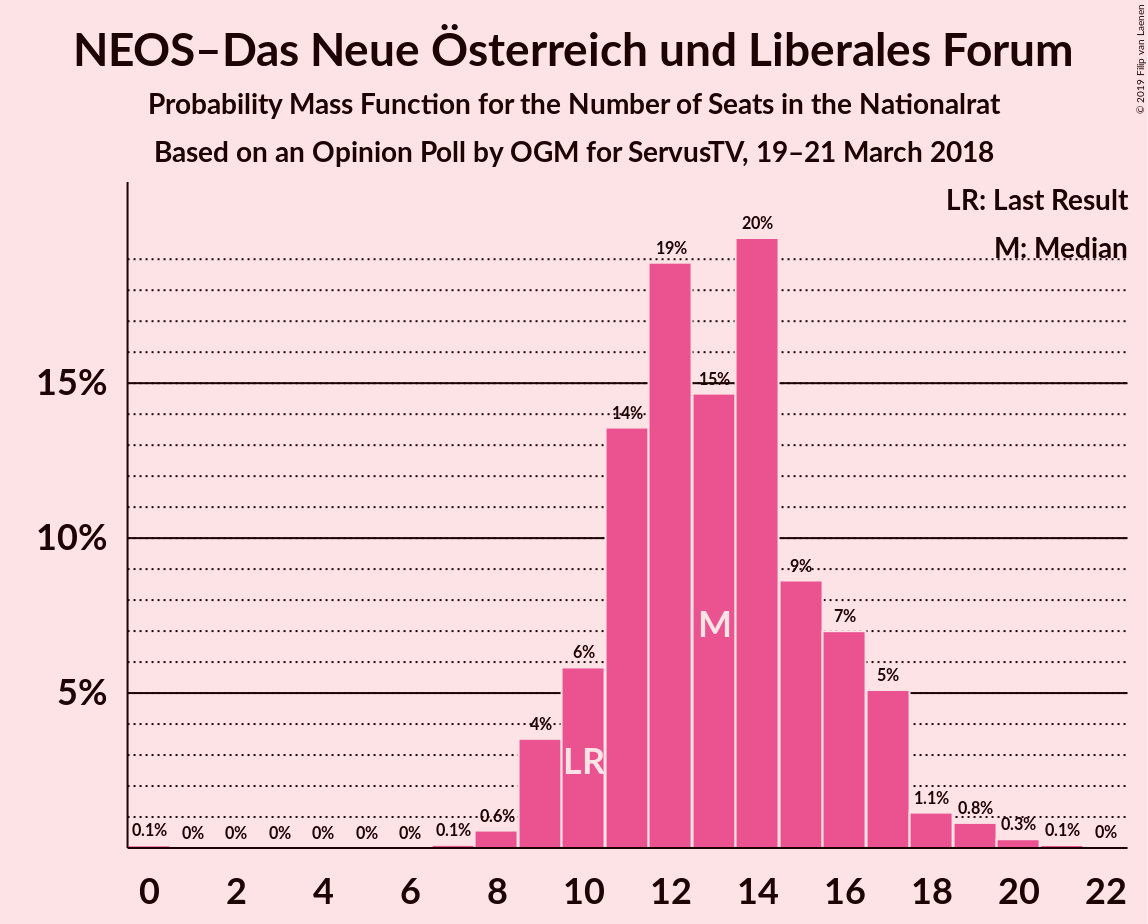 NEOS–Das Neue Österreich und Liberales Forum
Probability Mass Function for the Number of Seats in the Nationalrat
Based on an Opinion Poll by OGM for ServusTV, 19–21 March 2018
© 2019 Filip van Laenen
LR: Last Result
M: Median
15%
10%
5%
0.1%
0%
0%
0%
0%
0%
0%
0.1%
0.6%
4%
6%
14%
19%
15%
20%
9%
7%
5%
1.1%
0.8%
0.3%
0.1%
0%
LR
M
0 2 4 6 8 10 12 14 16 18 20 22